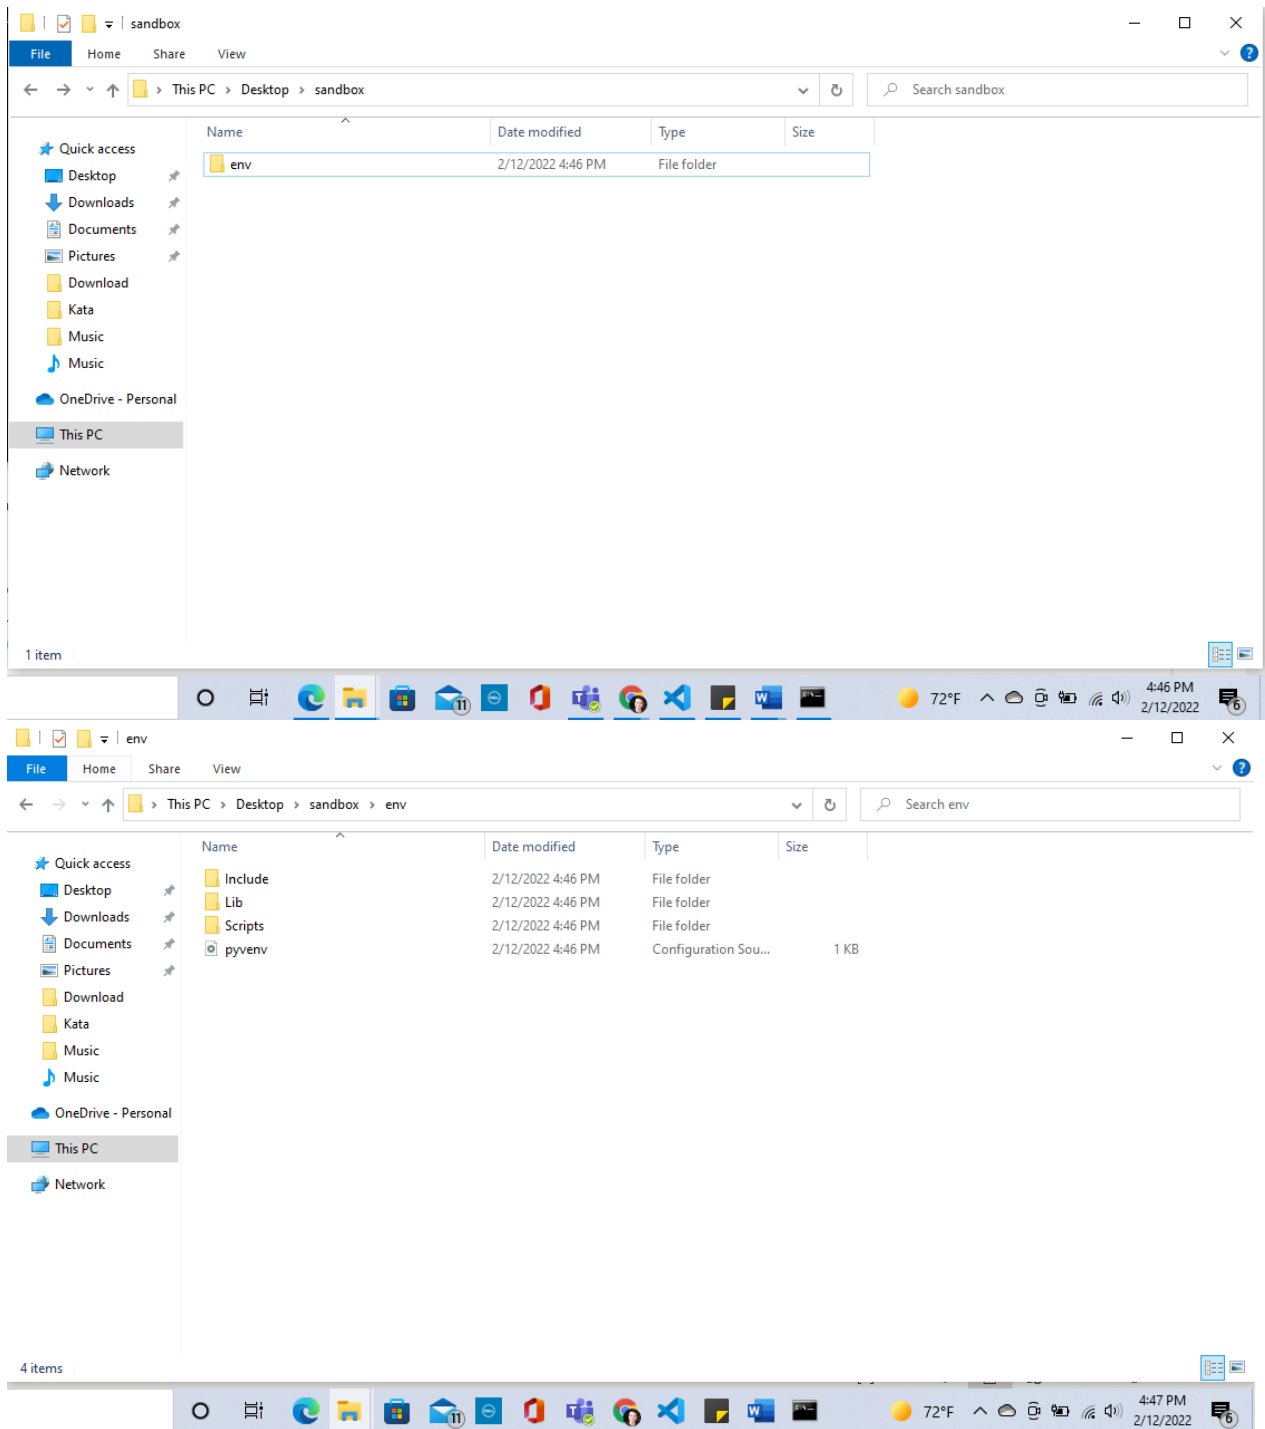 sandbox
File Home Share View
This PC > Desktop > sandbox
Search sandbox
Name Date modified Type Size
Quick access
env 2/12/2022 4:46 PM File folder
Desktop
Downloads
Documents
Pictures
Download
Kata
Music
Music
OneDrive - Personal
This PC
Network
1 item
11
72°F
4:46 PM
2/12/2022
6
env
File Home Share View
This PC > Desktop > sandbox > env
Search env
Name Date modified Type Size
Quick access
Include 2/12/2022 4:46 PM File folder
Desktop
Lib 2/12/2022 4:46 PM File folder
Downloads
Scripts 2/12/2022 4:46 PM File folder
Documents
pyvenv 2/12/2022 4:46 PM Configuration Sou... 1 KB
Pictures
Download
Kata
Music
Music
OneDrive - Personal
This PC
Network
4 items
11
72°F
4:47 PM
2/12/2022
6